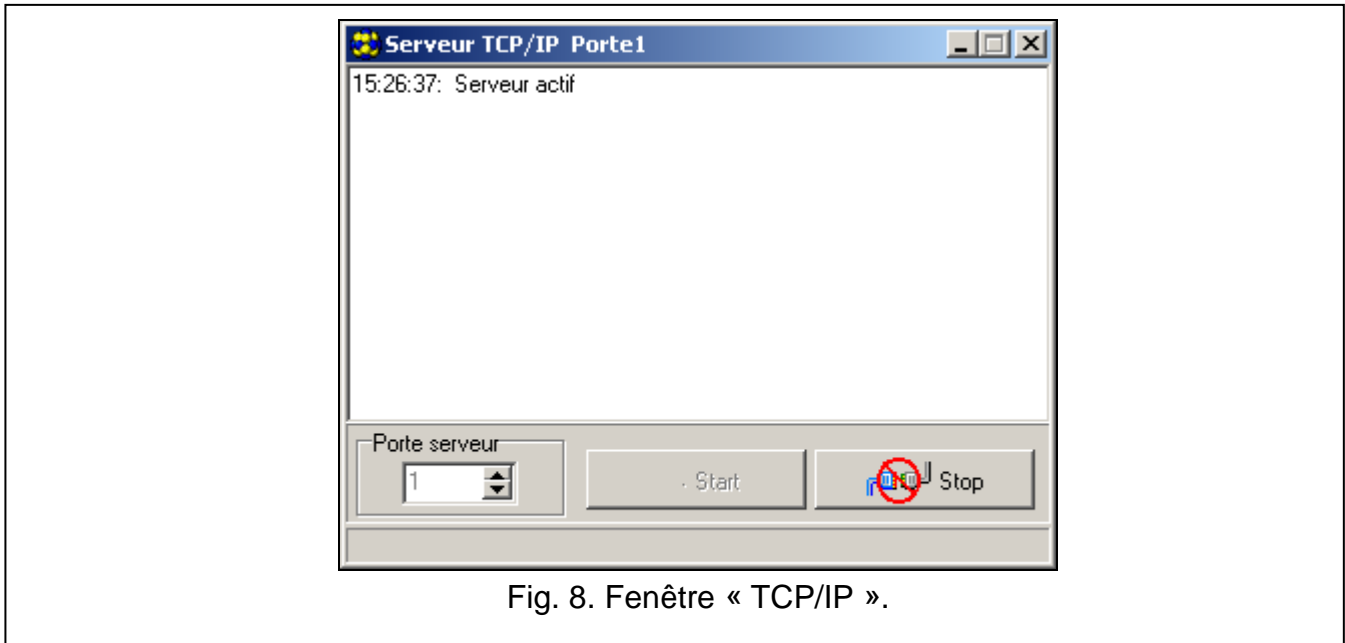 Serveur TCP/IP Porte1
15:26:37: Serveur actif
Porte serveur
1
Start
Stop
Fig. 8. Fenêtre « TCP/IP ».